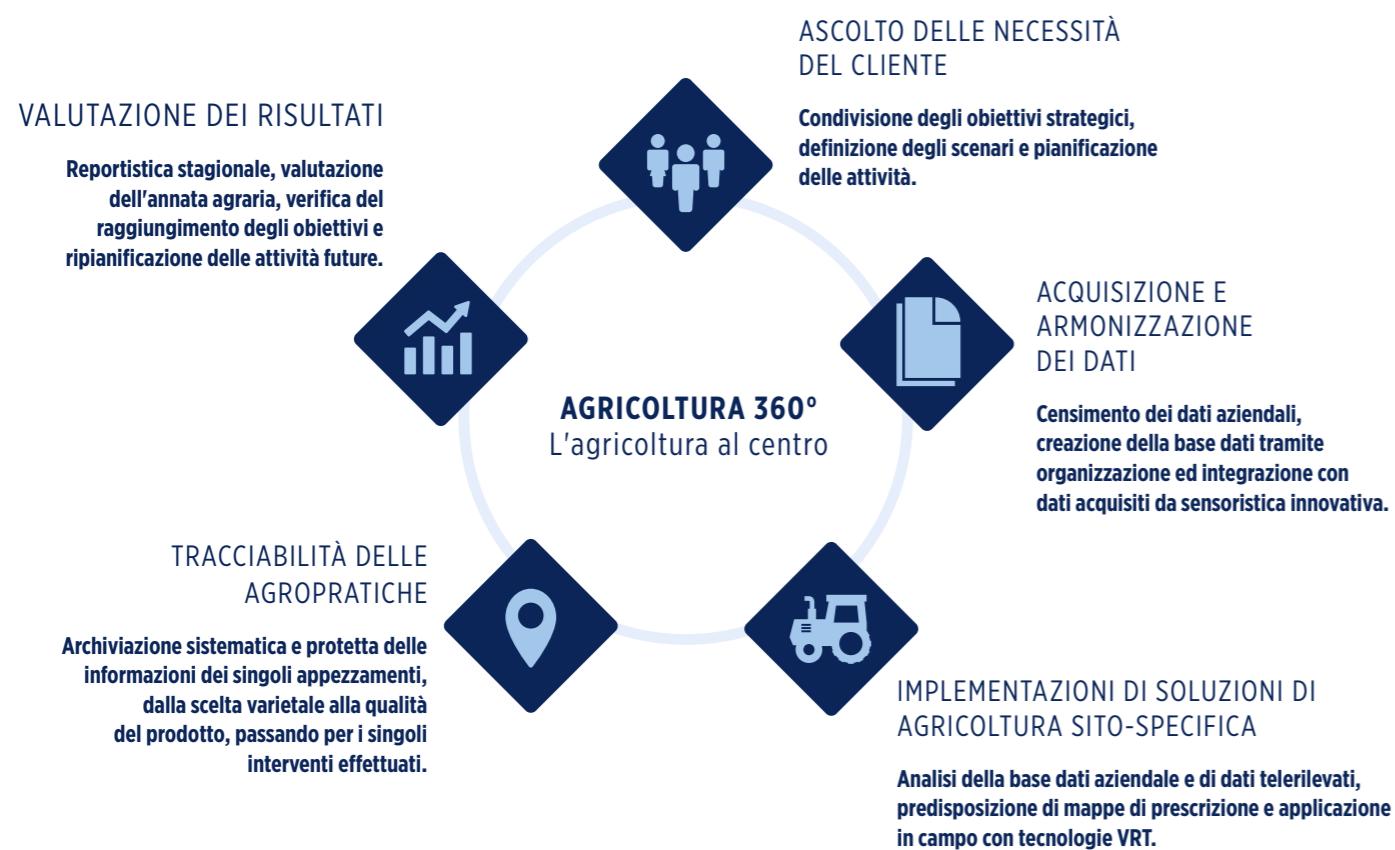 ASCOLTO DELLE NECESSITÀ
DEL CLIENTE
Condivisione degli obiettivi strategici,
definizione degli scenari e pianificazione
delle attività.
ACQUISIZIONE E
ARMONIZZAZIONE
DEI DATI
Censimento dei dati aziendali,
creazione della base dati tramite
organizzazione ed integrazione con
dati acquisiti da sensoristica innovativa.
IMPLEMENTAZIONI DI SOLUZIONI DI
AGRICOLTURA SITO-SPECIFICA
Analisi della base dati aziendale e di dati telerilevati,
predisposizione di mappe di prescrizione e applicazione
in campo con tecnologie VRT.
TRACCIABILITÀ DELLE
AGROPRATICHE
Archiviazione sistematica e protetta delle
informazioni dei singoli appezzamenti,
dalla scelta varietale alla qualità
del prodotto, passando per i singoli
interventi effettuati.
VALUTAZIONE DEI RISULTATI
Reportistica stagionale, valutazione
dell'annata agraria, verifica del
raggiungimento degli obiettivi e
ripianificazione delle attività future.
AGRICOLTURA 360°
L'agricoltura al centro